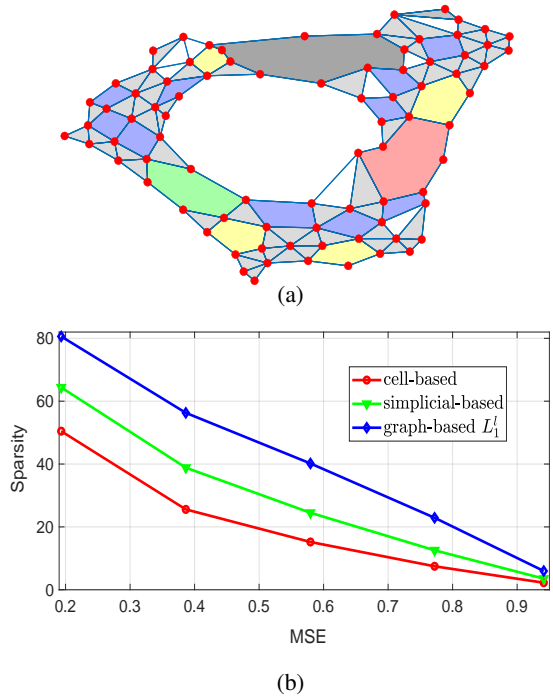 (a)
80
60
40
20
0
Sparsity
cell-based
simplicial-based
graph-based $L_1^l$
0.2 0.3 0.4 0.5 0.6 0.7 0.8 0.9
MSE
(b)